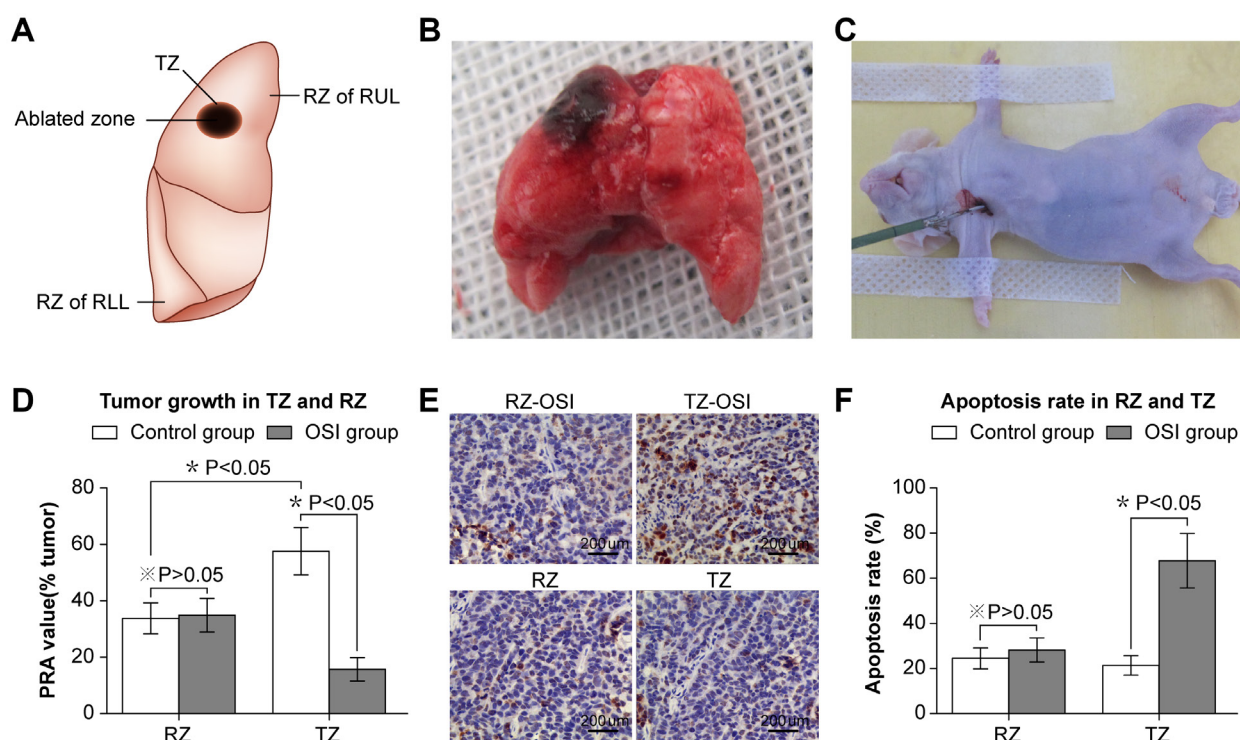 A
TZ
Ablated zone
RZ of RUL
RZ of RLL
B
C
D
Tumor growth in TZ and RZ
Control group
OSI group
PRA value(% tumor)
80
60
40
20
0
* P<0.05
* P<0.05
※ P>0.05
RZ
TZ
E
RZ-OSI
TZ-OSI
200um
200um
RZ
TZ
200um
200um
F
Apoptosis rate in RZ and TZ
Control group
OSI group
Apoptosis rate (%)
100
80
60
40
20
0
* P<0.05
※ P>0.05
RZ
TZ